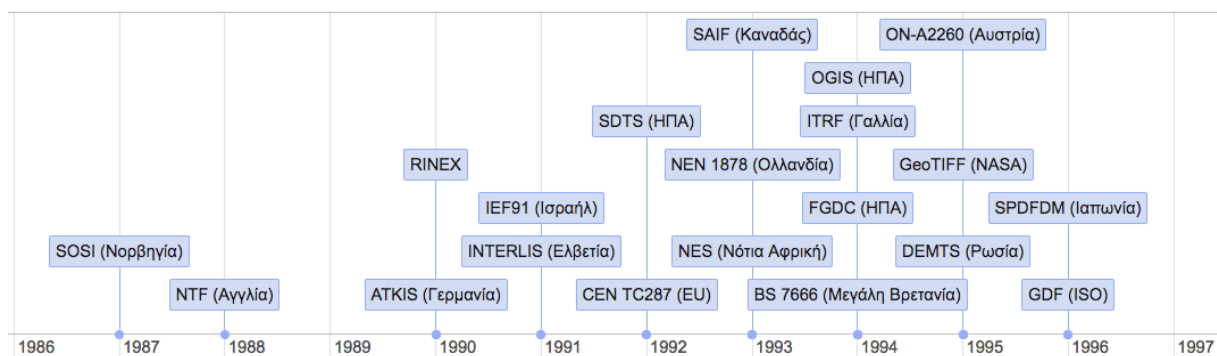 SAIF (Καναδάς)
ON-A2260 (Αυστρία)
OGIS (ΗΠΑ)
SDTS (ΗΠΑ)
ITRF (Γαλλία)
RINEX
NEN 1878 (Ολλανδία)
GeoTIFF (NASA)
IEF91 (Ισραήλ)
FGDC (ΗΠΑ)
SPDFDM (Ιαπωνία)
SOSI (Νορβηγία)
INTERLIS (Ελβετία)
NES (Νότια Αφρική)
DEMTS (Ρωσία)
NTF (Αγγλία)
ATKIS (Γερμανία)
CEN TC287 (EU)
BS 7666 (Μεγάλη Βρετανία)
GDF (ISO)
1986
1987
1988
1989
1990
1991
1992
1993
1994
1995
1996
1997